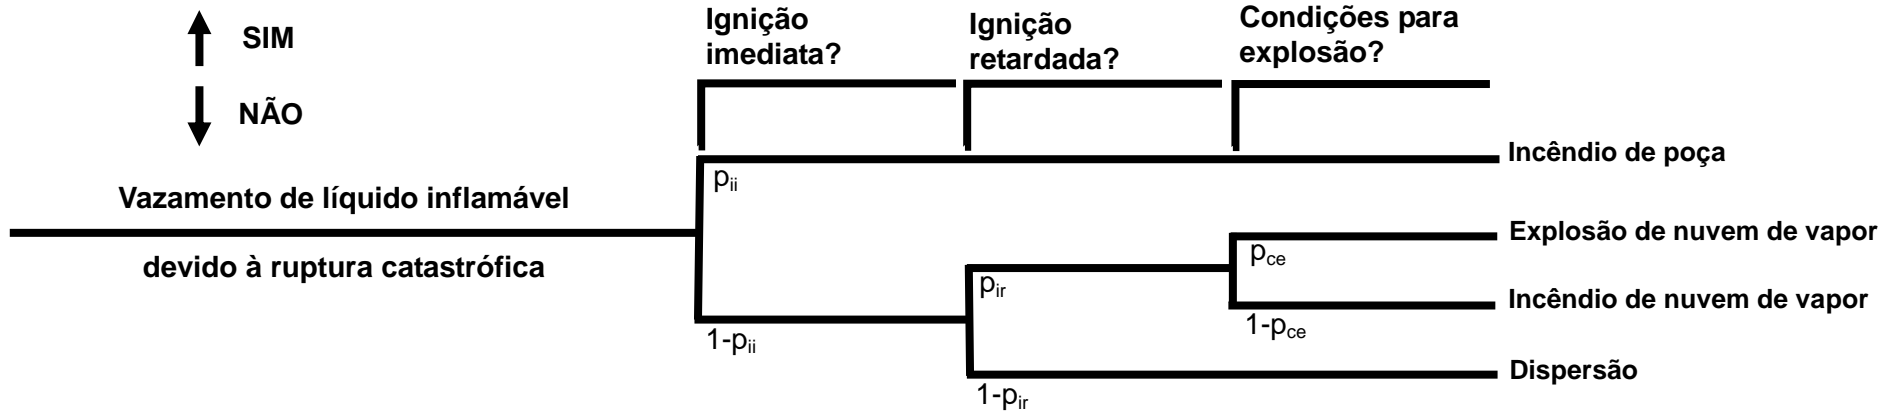 SIM
NÃO
Ignição
imediata?
Ignição
retardada?
Condições para
explosão?
Vazamento de líquido inflamável
devido à ruptura catastrófica
pii
1-pii
pir
1-pir
pce
1-pce
Incêndio de poça
Explosão de nuvem de vapor
Incêndio de nuvem de vapor
Dispersão